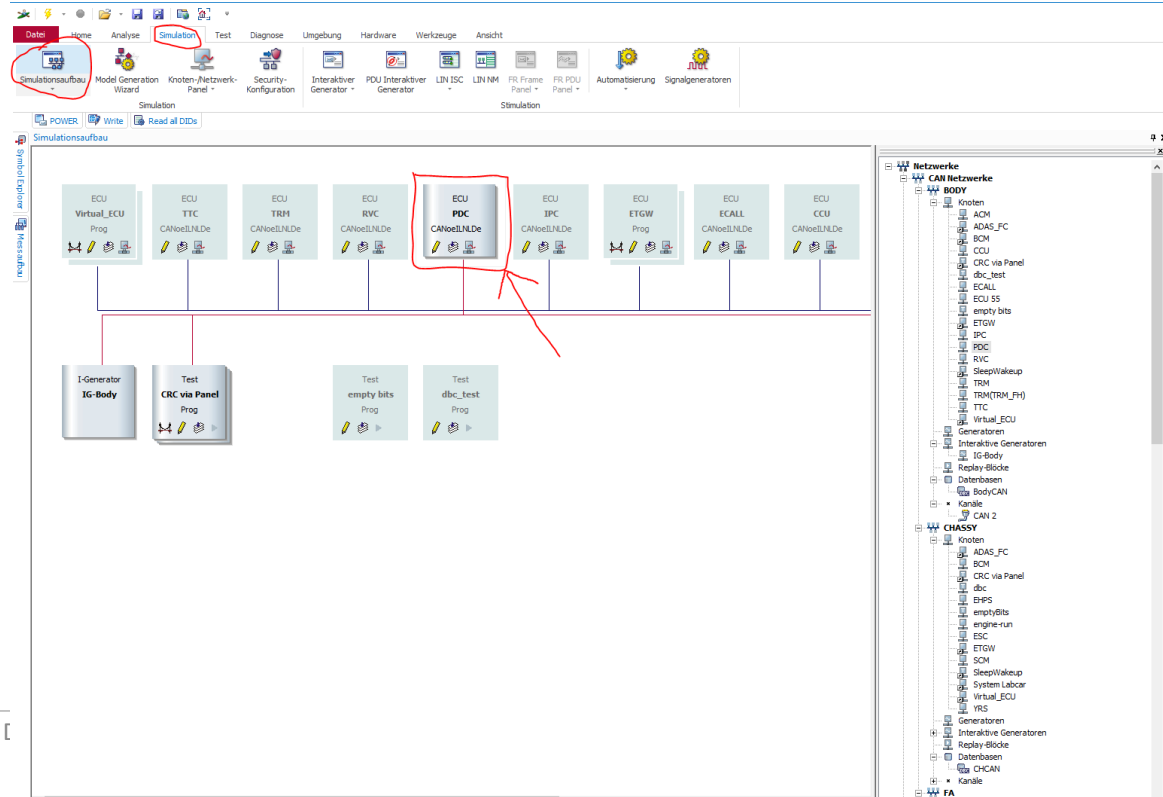 Datei Home Analyse Simulation Test Diagnose Umgebung Hardware Werkzeuge Ansicht
Simulationsaufbau Model Generation Wizard Knoten-/Netzwerk-Panel Security-Konfiguration Interaktiver Generator PDU Interaktiver Generator LIN ISC LIN NM FR Frame Panel FR PDU Panel Automatisierung Signalgeneratoren
Simulation Stimulation
POWER Write Read all DIDs
Simulationsaufbau
Symbol Explorer
Messaufbau
ECU ECU ECU ECU ECU ECU ECU ECU ECU
Virtual_ECU TTC TRM RVC PDC IPC ETGW ECALL CCU
Prog CANoeILNLDe CANoeILNLDe CANoeILNLDe CANoeILNLDe CANoeILNLDe Prog CANoeILNLDe CANoeILNLDe
I-Generator Test Test Test
IG-Body CRC via Panel empty bits dbc_test
Prog Prog Prog
[
Netzwerke
CAN Netzwerke
BODY
Knoten
ACM
ADAS_FC
BCM
CCU
CRC via Panel
dbc_test
ECALL
ECU 55
empty bits
ETGW
IPC
PDC
RVC
SleepWakeup
TRM
TRM(TRM_FH)
TTC
Virtual_ECU
Generatoren
Interaktive Generatoren
IG-Body
Replay-Blöcke
Datenbasen
BodyCAN
Kanäle
CAN 2
CHASSY
Knoten
ADAS_FC
BCM
CRC via Panel
dbc
EHPS
emptyBits
engine-run
ESC
ETGW
SCM
SleepWakeup
System Labcar
Virtual_ECU
YRS
Generatoren
Interaktive Generatoren
Replay-Blöcke
Datenbasen
CHCAN
Kanäle
FA